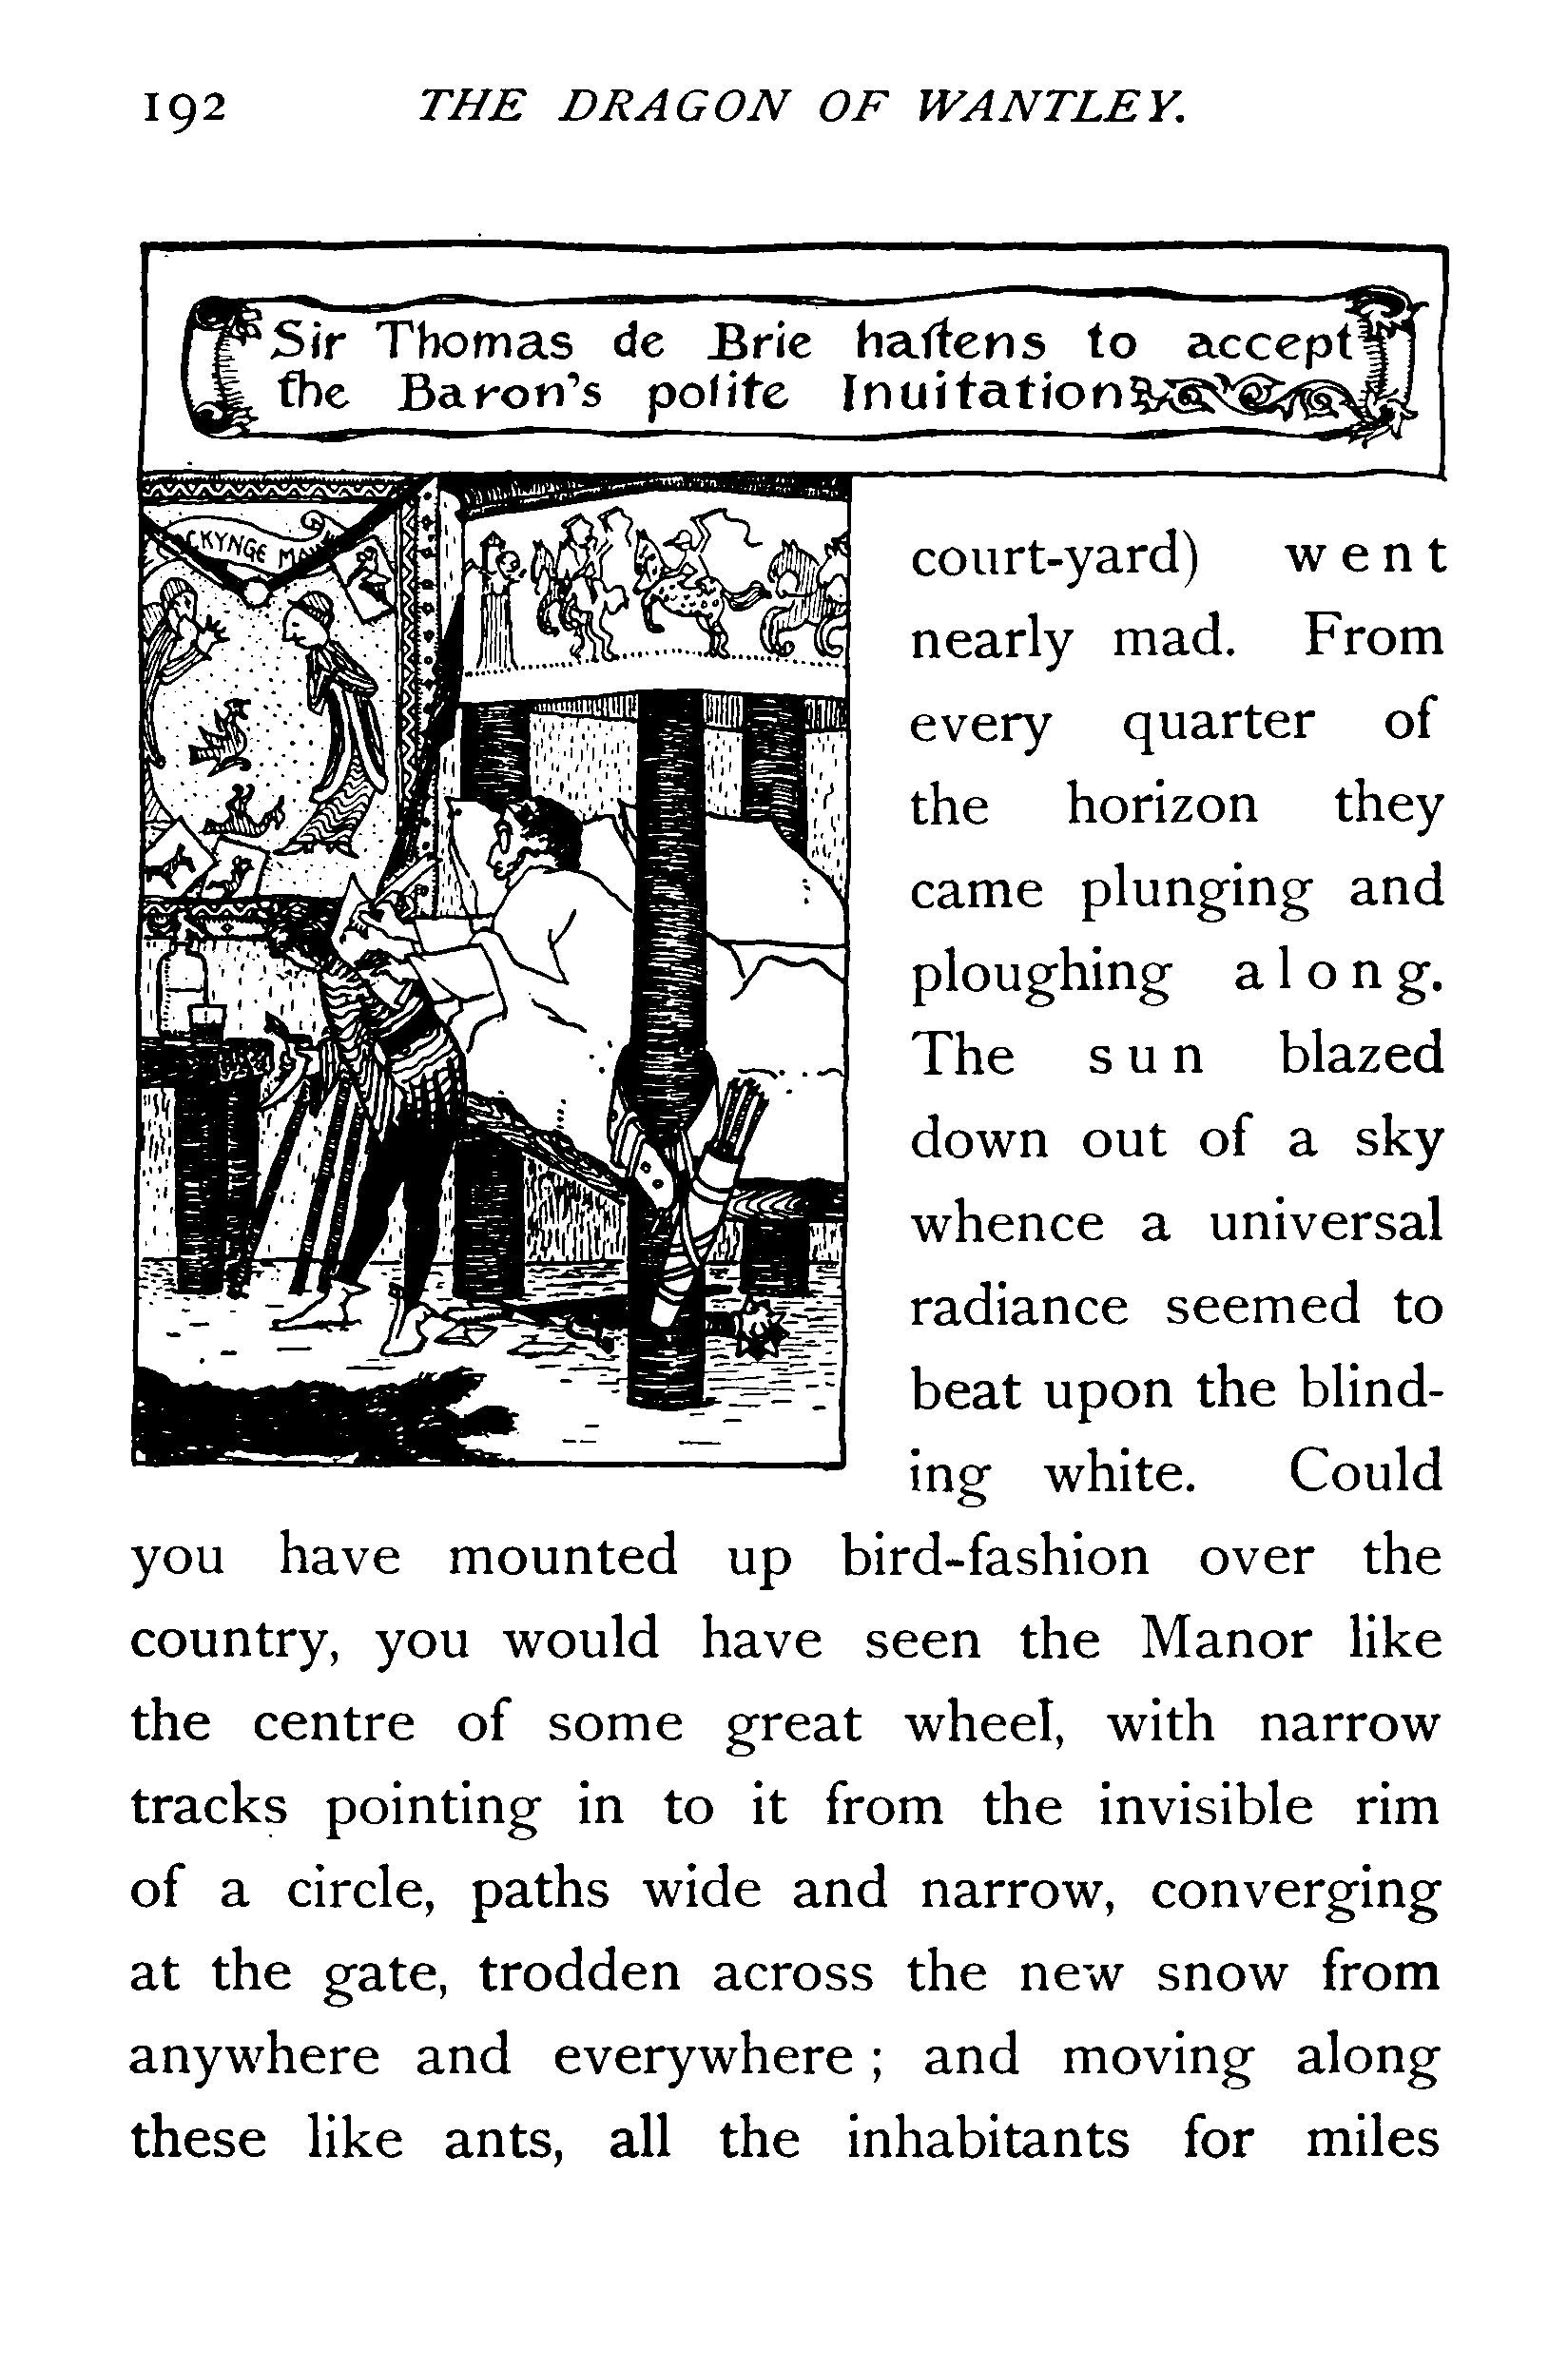 192 THE DRAGON OF WANTLEY.
Sir Thomas de Brie haſtens to accept
the Baron's polite Inuitation
CKYNGE MA
court-yard) went
nearly mad. From
every quarter of
the horizon they
came plunging and
ploughing along.
The sun blazed
down out of a sky
whence a universal
radiance seemed to
beat upon the blind-
ing white. Could
you have mounted up bird-fashion over the
country, you would have seen the Manor like
the centre of some great wheel, with narrow
tracks pointing in to it from the invisible rim
of a circle, paths wide and narrow, converging
at the gate, trodden across the new snow from
anywhere and everywhere ; and moving along
these like ants, all the inhabitants for miles